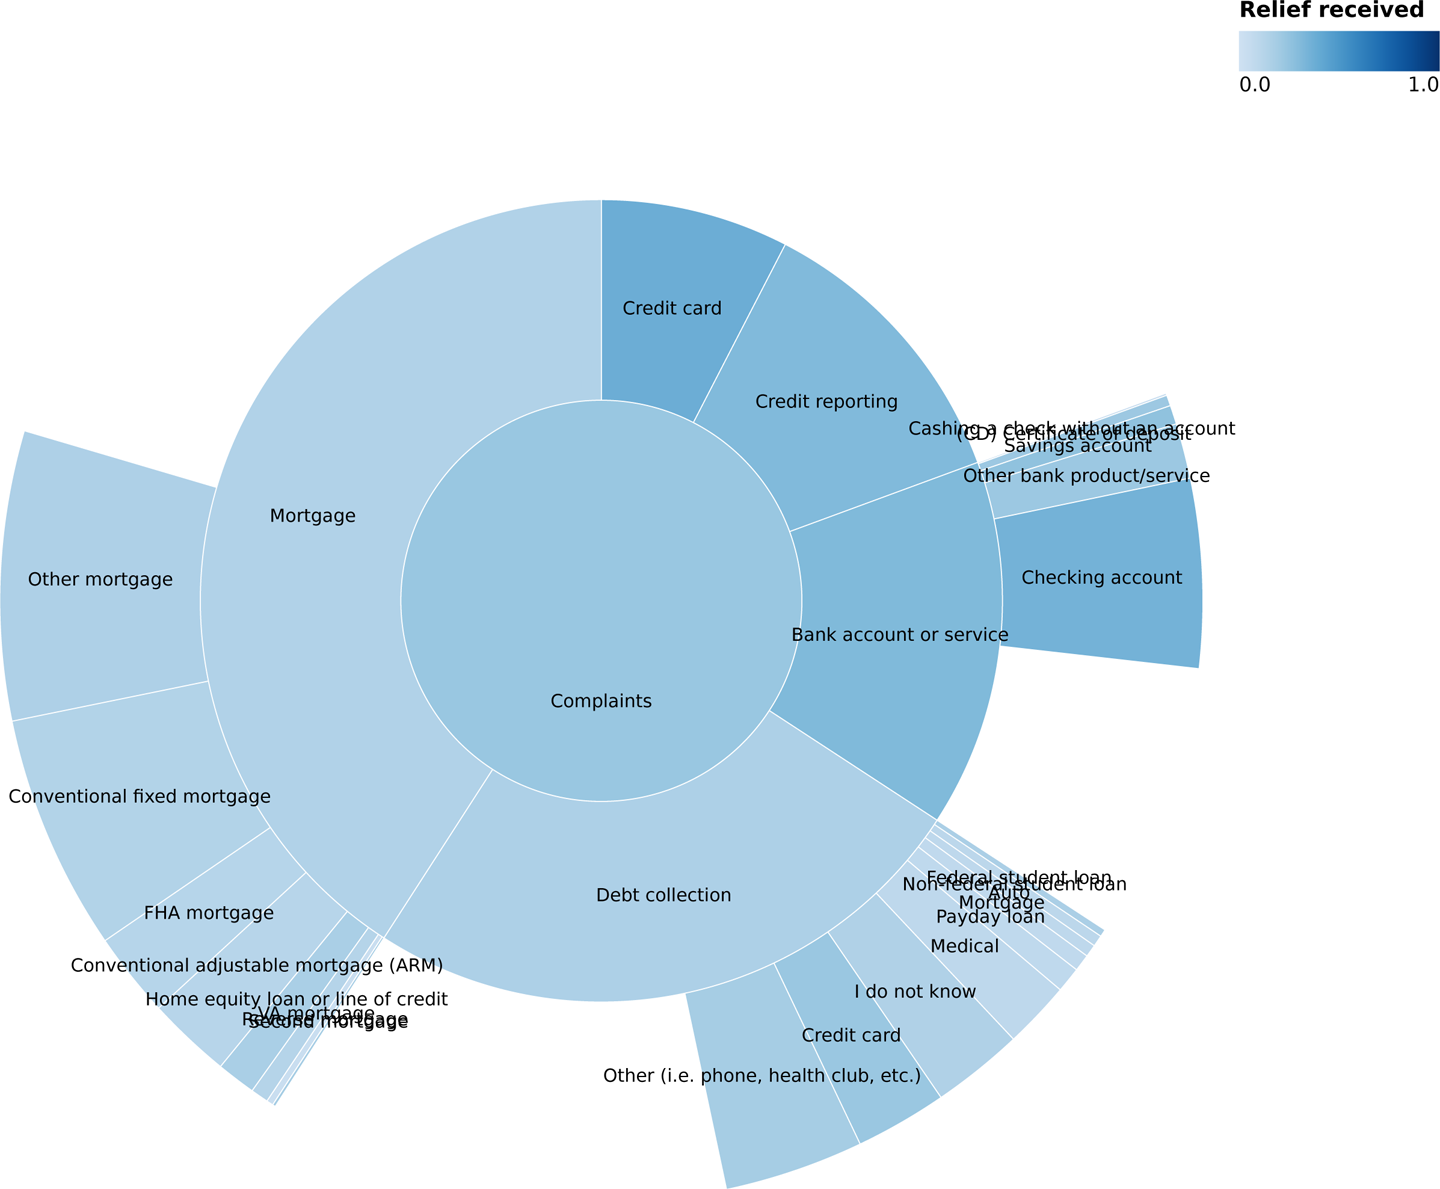 Relief received
0.0 1.0
Credit card
Credit reporting
Cashing a check without an account
(CD) Certificate of deposit
Savings account
Other bank product/service
Mortgage
Checking account
Other mortgage
Bank account or service
Complaints
Conventional fixed mortgage
Federal student loan
Non-federal student loan
Debt collection
Auto
Mortgage
FHA mortgage
Payday loan
Medical
Conventional adjustable mortgage (ARM)
I do not know
Home equity loan or line of credit
VA mortgage
Reverse mortgage
Second mortgage
Credit card
Other (i.e. phone, health club, etc.)